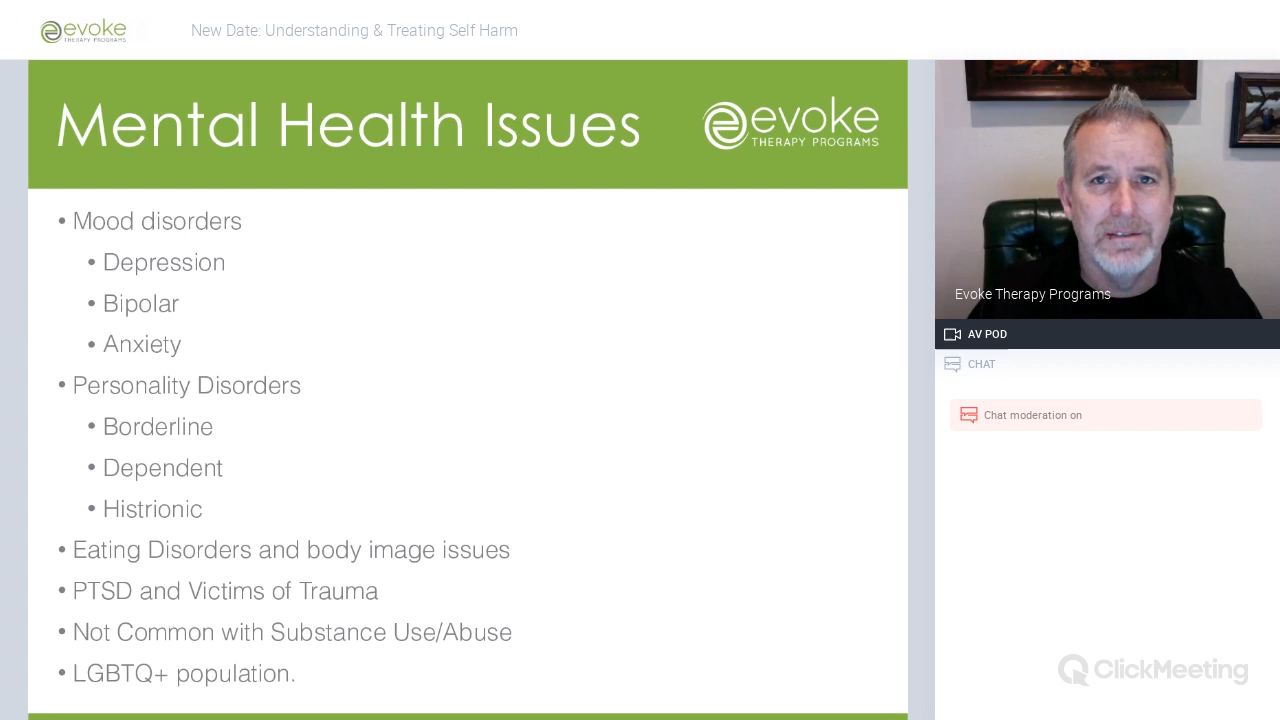 evoke
THERAPY PROGRAMS
New Date: Understanding & Treating Self Harm
Mental Health Issues
evoke
THERAPY PROGRAMS
• Mood disorders
• Depression
• Bipolar
• Anxiety
• Personality Disorders
• Borderline
• Dependent
• Histrionic
• Eating Disorders and body image issues
• PTSD and Victims of Trauma
• Not Common with Substance Use/Abuse
• LGBTQ+ population.
Evoke Therapy Programs
AV POD
CHAT
Chat moderation on
ClickMeeting